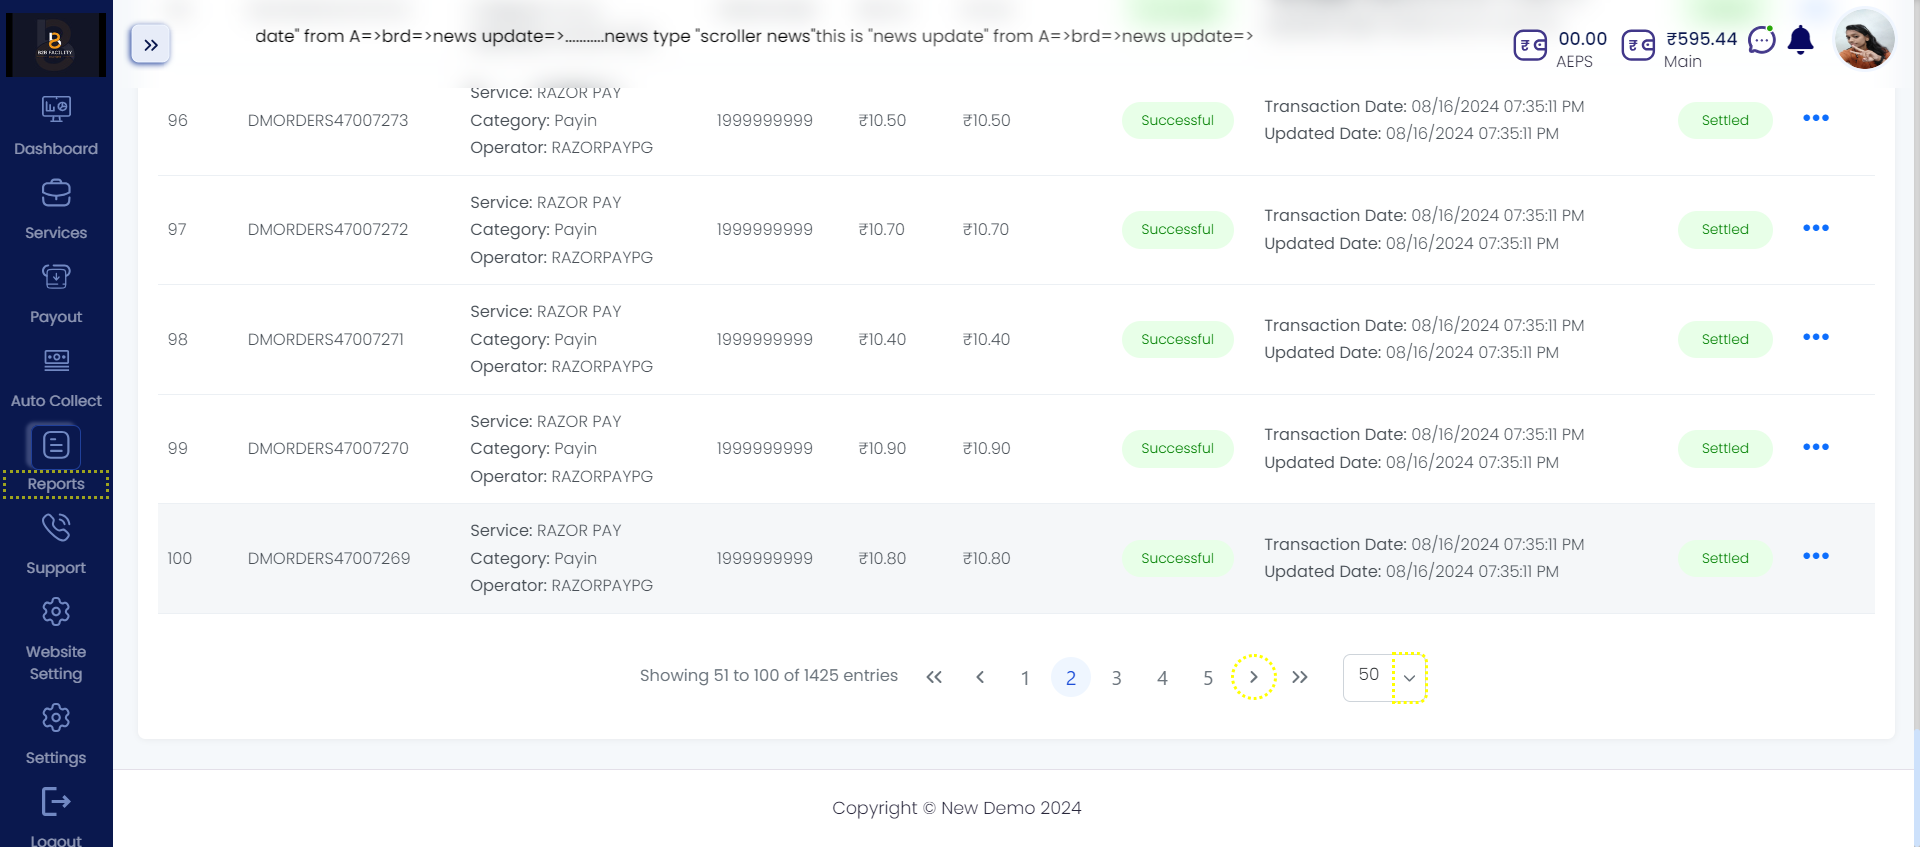 B2B FACILITY
date" from A=>brd=>news update=>............news type "scroller news"this is "news update" from A=>brd=>news update=>
00.00
AEPS
₹595.44
Main
Dashboard
Services
Payout
Auto Collect
Reports
Support
Website
Setting
Settings
Logout
96 DMORDERS47007273 Service: RAZOR PAY
Category: Payin
Operator: RAZORPAYPG
1999999999 ₹10.50 ₹10.50 Successful Transaction Date: 08/16/2024 07:35:11 PM
Updated Date: 08/16/2024 07:35:11 PM
Settled
97 DMORDERS47007272 Service: RAZOR PAY
Category: Payin
Operator: RAZORPAYPG
1999999999 ₹10.70 ₹10.70 Successful Transaction Date: 08/16/2024 07:35:11 PM
Updated Date: 08/16/2024 07:35:11 PM
Settled
98 DMORDERS47007271 Service: RAZOR PAY
Category: Payin
Operator: RAZORPAYPG
1999999999 ₹10.40 ₹10.40 Successful Transaction Date: 08/16/2024 07:35:11 PM
Updated Date: 08/16/2024 07:35:11 PM
Settled
99 DMORDERS47007270 Service: RAZOR PAY
Category: Payin
Operator: RAZORPAYPG
1999999999 ₹10.90 ₹10.90 Successful Transaction Date: 08/16/2024 07:35:11 PM
Updated Date: 08/16/2024 07:35:11 PM
Settled
100 DMORDERS47007269 Service: RAZOR PAY
Category: Payin
Operator: RAZORPAYPG
1999999999 ₹10.80 ₹10.80 Successful Transaction Date: 08/16/2024 07:35:11 PM
Updated Date: 08/16/2024 07:35:11 PM
Settled
Showing 51 to 100 of 1425 entries « ‹ 1 2 3 4 5 › » 50
Copyright © New Demo 2024